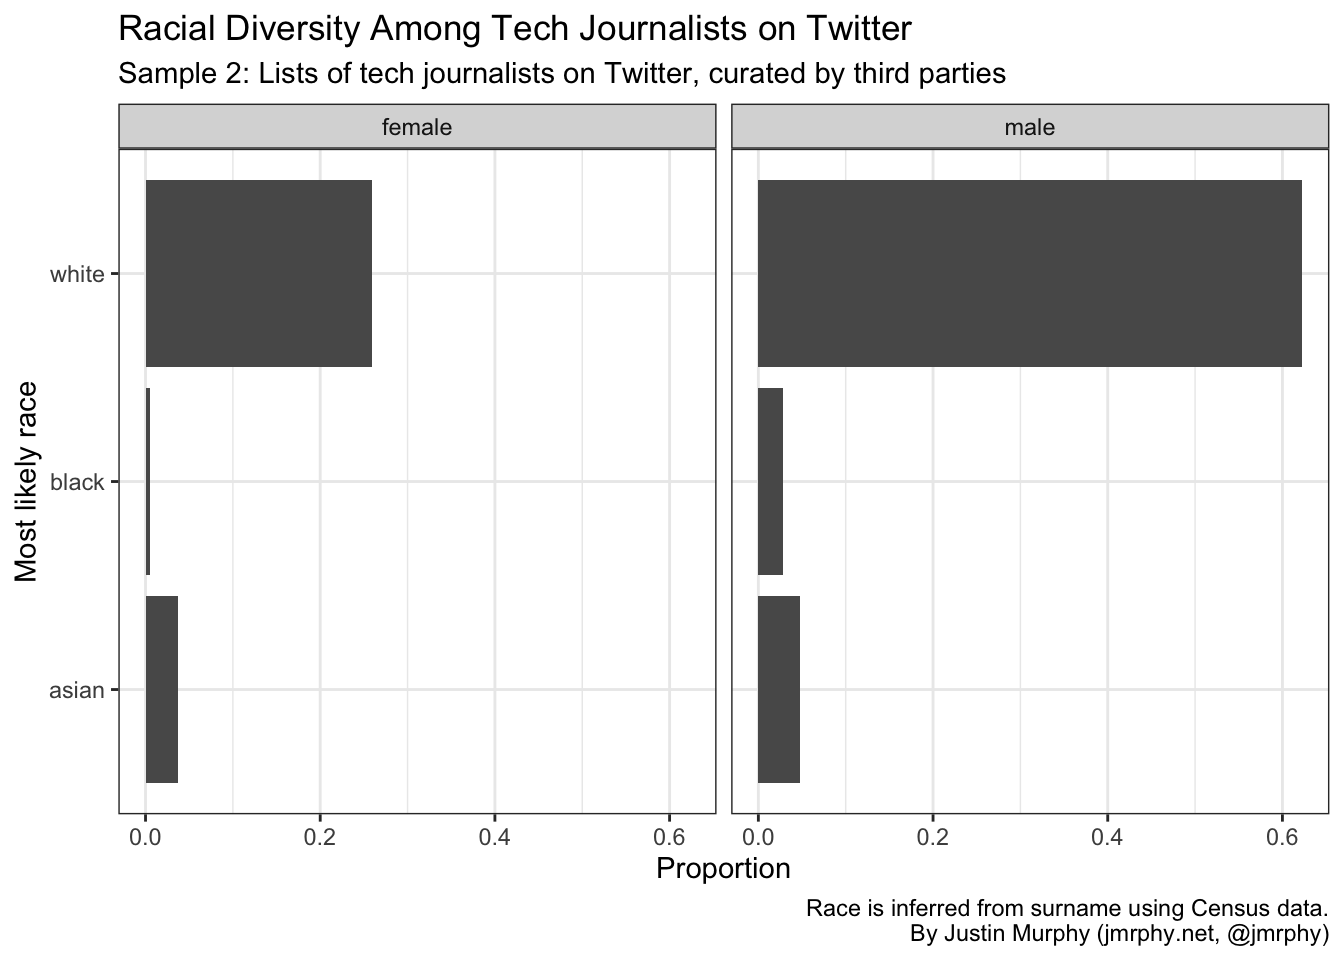 Racial Diversity Among Tech Journalists on Twitter
Sample 2: Lists of tech journalists on Twitter, curated by third parties
female
male
Most likely race
white
black
asian
0.0 0.2 0.4 0.6
0.0 0.2 0.4 0.6
Proportion
Race is inferred from surname using Census data.
By Justin Murphy (jmrphy.net, @jmrphy)